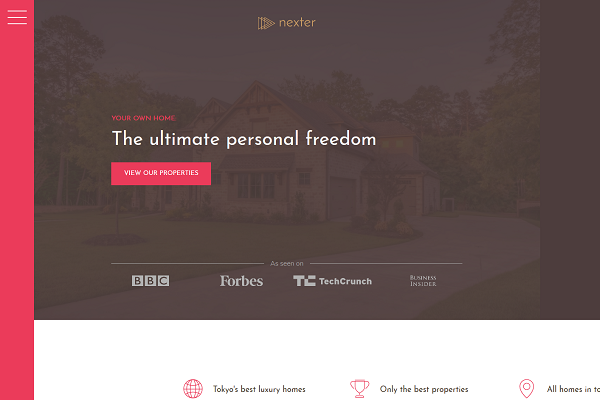 nexter
YOUR OWN HOME:
The ultimate personal freedom
VIEW OUR PROPERTIES
As seen on
BBC
Forbes
TechCrunch
BUSINESS
INSIDER
Tokyo's best luxury homes
Only the best properties
All homes in to